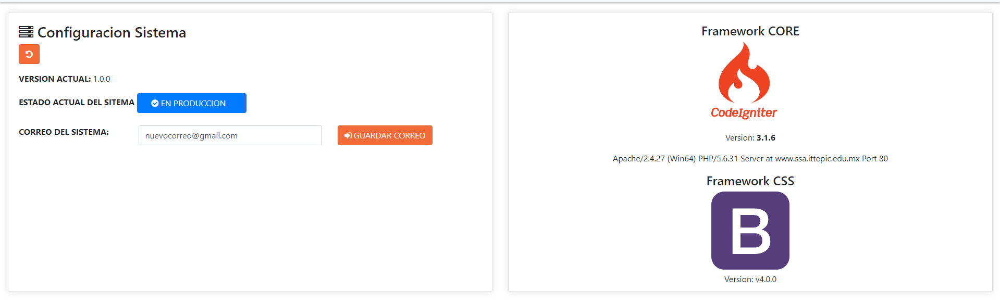 Configuracion Sistema
VERSION ACTUAL: 1.0.0
ESTADO ACTUAL DEL SITEMA EN PRODUCCION
CORREO DEL SISTEMA: nuevocorreo@gmail.com GUARDAR CORREO
Framework CORE
CodeIgniter
Version: 3.1.6
Apache/2.4.27 (Win64) PHP/5.6.31 Server at www.ssa.ittepic.edu.mx Port 80
Framework CSS
B
Version: v4.0.0